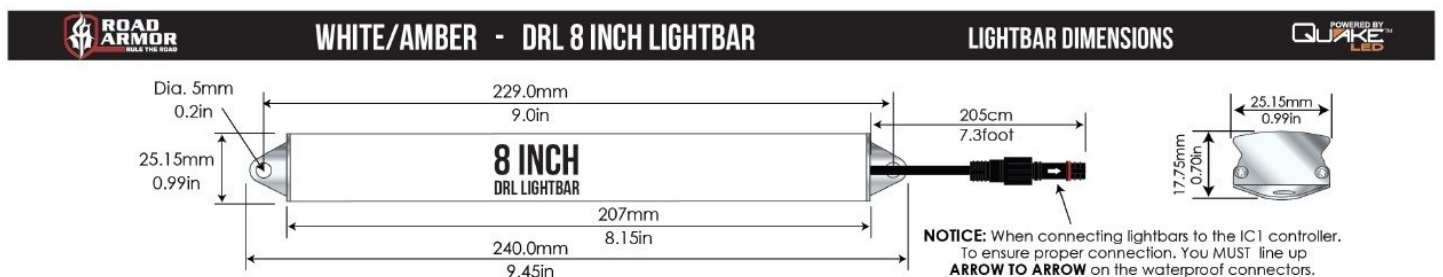 ROAD
ARMOR
RULE THE ROAD
WHITE/AMBER - DRL 8 INCH LIGHTBAR
LIGHTBAR DIMENSIONS
POWERED BY
QUAKE™
LED
Dia. 5mm
0.2in
229.0mm
9.0in
205cm
7.3foot
25.15mm
0.99in
25.15mm
0.99in
8 INCH
DRL LIGHTBAR
17.75mm
0.70in
207mm
8.15in
240.0mm
9.45in
NOTICE: When connecting lightbars to the IC1 controller.
To ensure proper connection. You MUST line up
ARROW TO ARROW on the waterproof connectors.